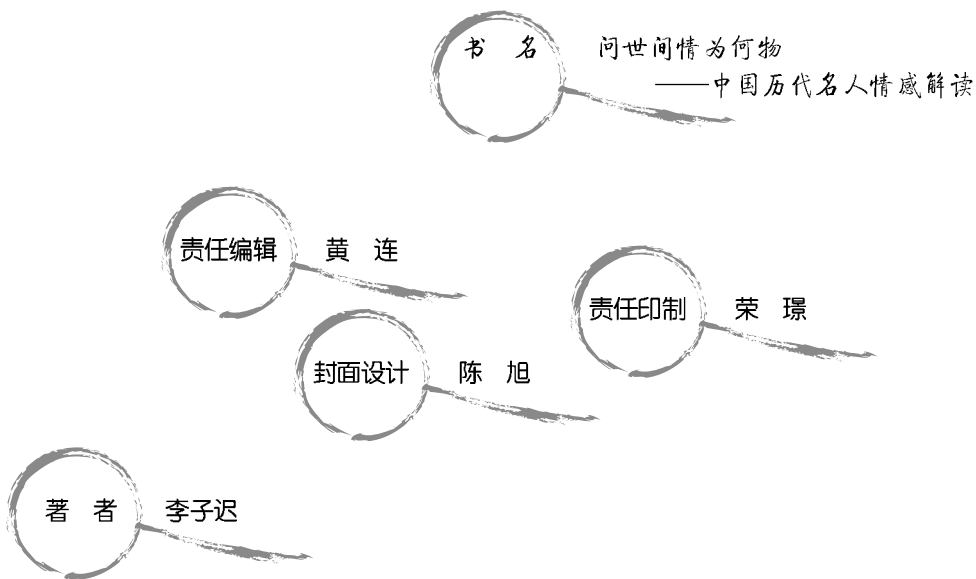 书 名 问世间情为何物
——中国历代名人情感解读
责任编辑 黄 连
责任印制 荣 璟
封面设计 陈 旭
著 者 李子迟